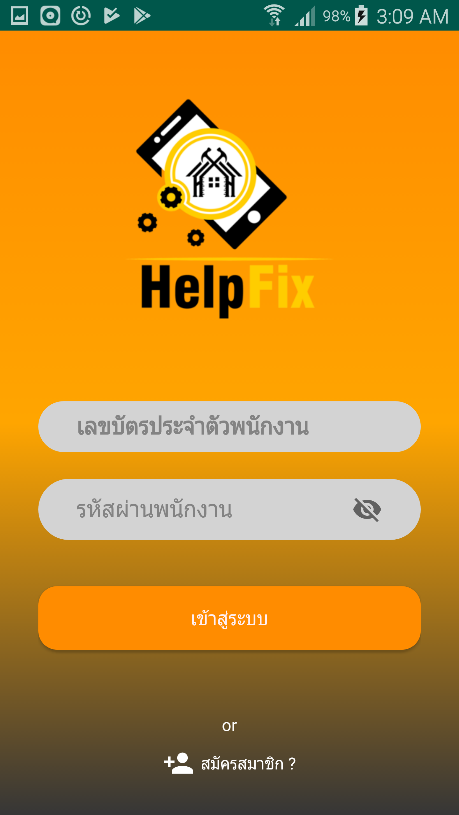 98% 3:09 AM
HelpFix
เลขบัตรประจำตัวพนักงาน
รหัสผ่านพนักงาน
เข้าสู่ระบบ
or
สมัครสมาชิก ?